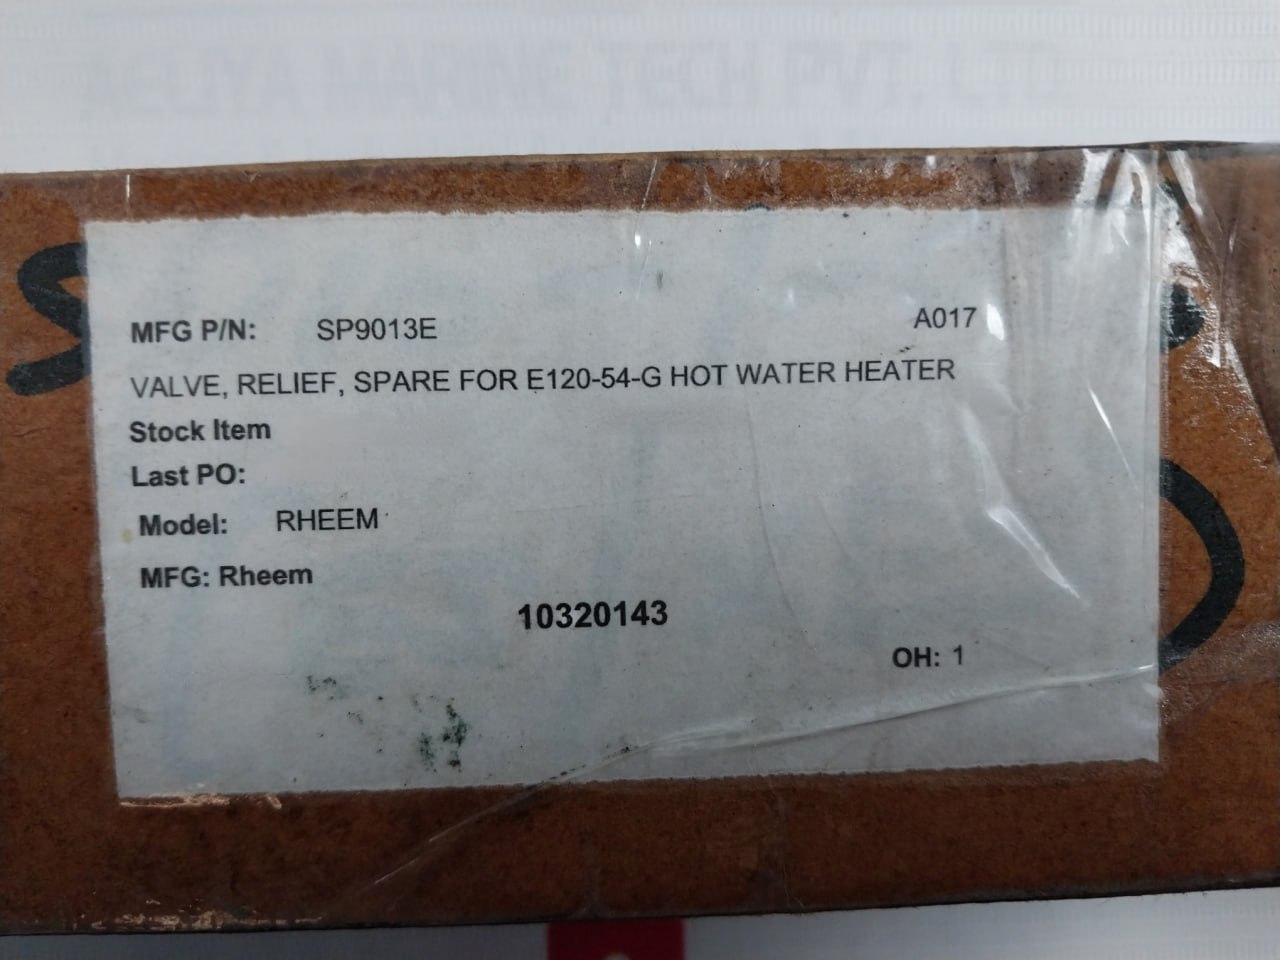 MFG P/N: SP9013E A017
VALVE, RELIEF, SPARE FOR E120-54-G HOT WATER HEATER
Stock Item
Last PO:
Model: RHEEM
MFG: Rheem
10320143
OH: 1